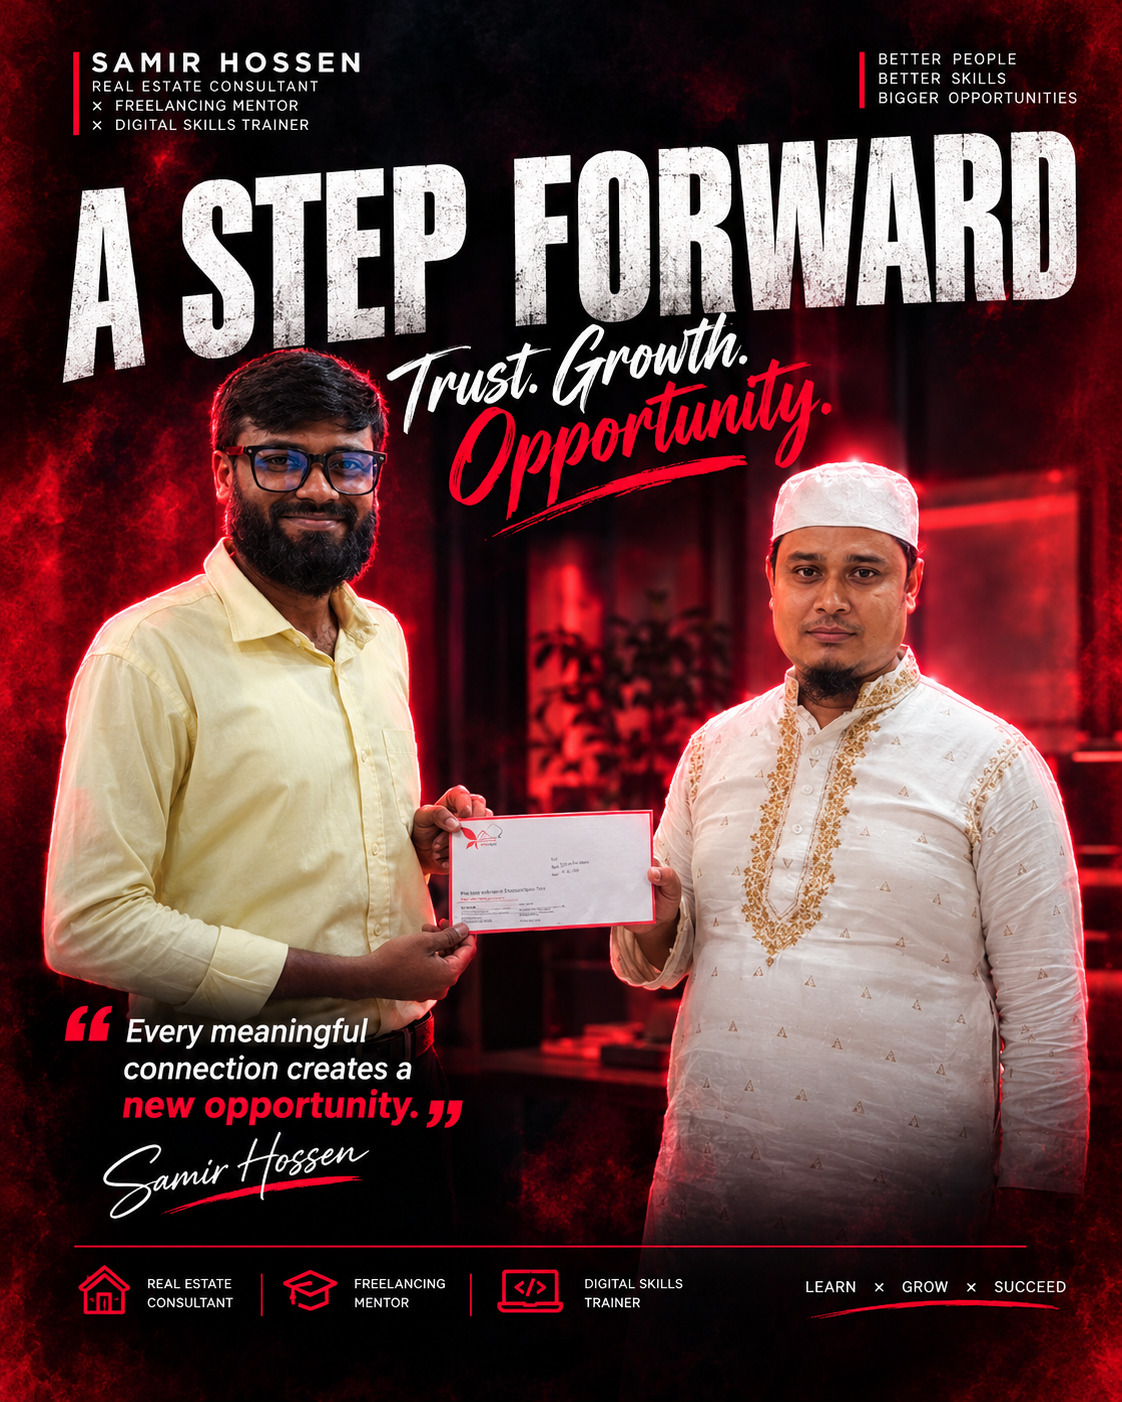 SAMIR HOSSEN
REAL ESTATE CONSULTANT
× FREELANCING MENTOR
× DIGITAL SKILLS TRAINER
BETTER PEOPLE
BETTER SKILLS
BIGGER OPPORTUNITIES
A STEP FORWARD
Trust. Growth.
Opportunity.
“ Every meaningful
connection creates a
new opportunity. ”
Samir Hossen
REAL ESTATE
CONSULTANT
FREELANCING
MENTOR
DIGITAL SKILLS
TRAINER
LEARN × GROW × SUCCEED